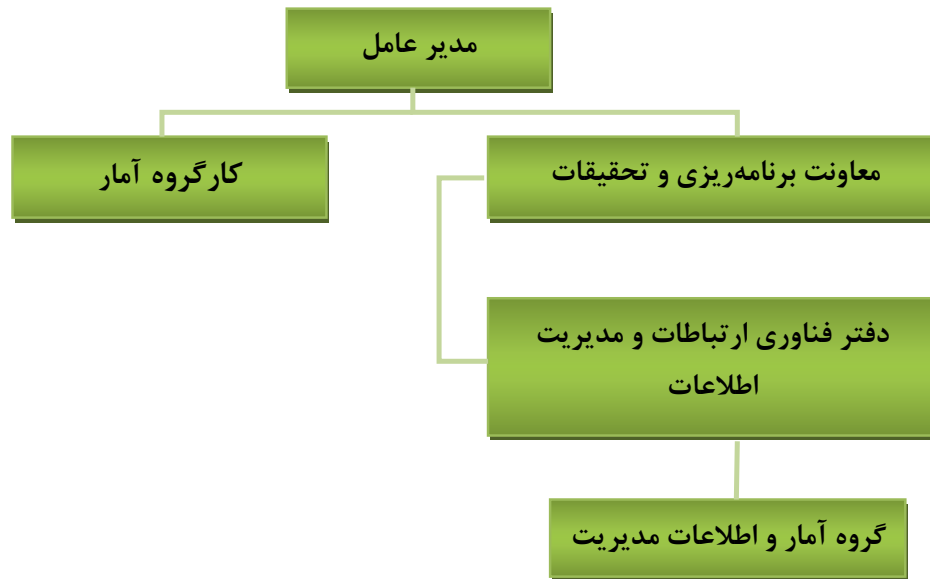 مدیر عامل
معاونت برنامه‌ریزی و تحقیقات
کارگروه آمار
دفتر فناوری ارتباطات و مدیریت
اطلاعات
گروه آمار و اطلاعات مدیریت